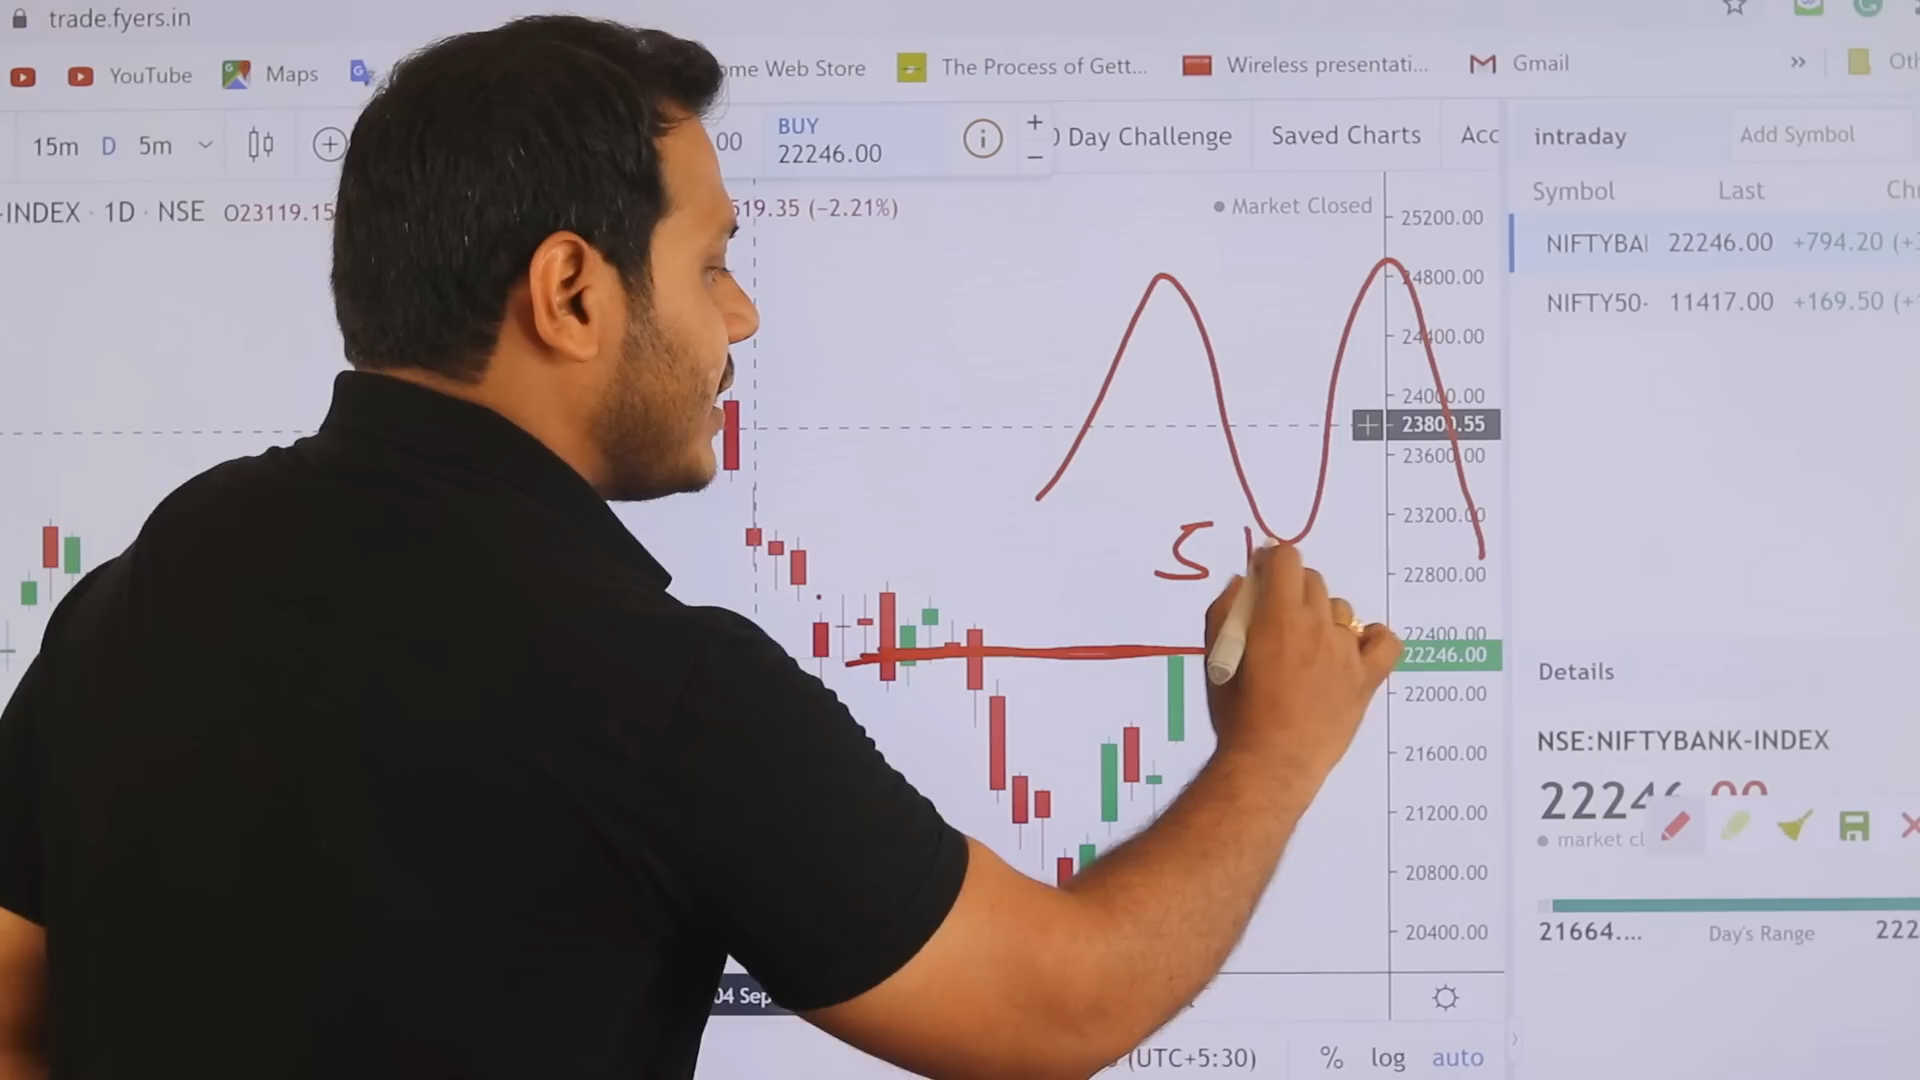 trade.fyers.in
YouTube Maps ome Web Store The Process of Gett... Wireless presentati... Gmail » Oth
15m D 5m 00 BUY 22246.00 Day Challenge Saved Charts Acc
intraday Add Symbol
-INDEX · 1D · NSE O23119.15 519.35 (−2.21%) Market Closed
Symbol Last Ch
NIFTYBA 22246.00 +794.20 (+
NIFTY50- 11417.00 +169.50 (+
25200.00
24800.00
24400.00
24000.00
23800.55
23600.00
23200.00
22800.00
22400.00
22246.00
22000.00
21600.00
21200.00
20800.00
20400.00
S
Details
NSE:NIFTYBANK-INDEX
market cl
21664.... Day's Range 222
04 Sep
(UTC+5:30) % log auto